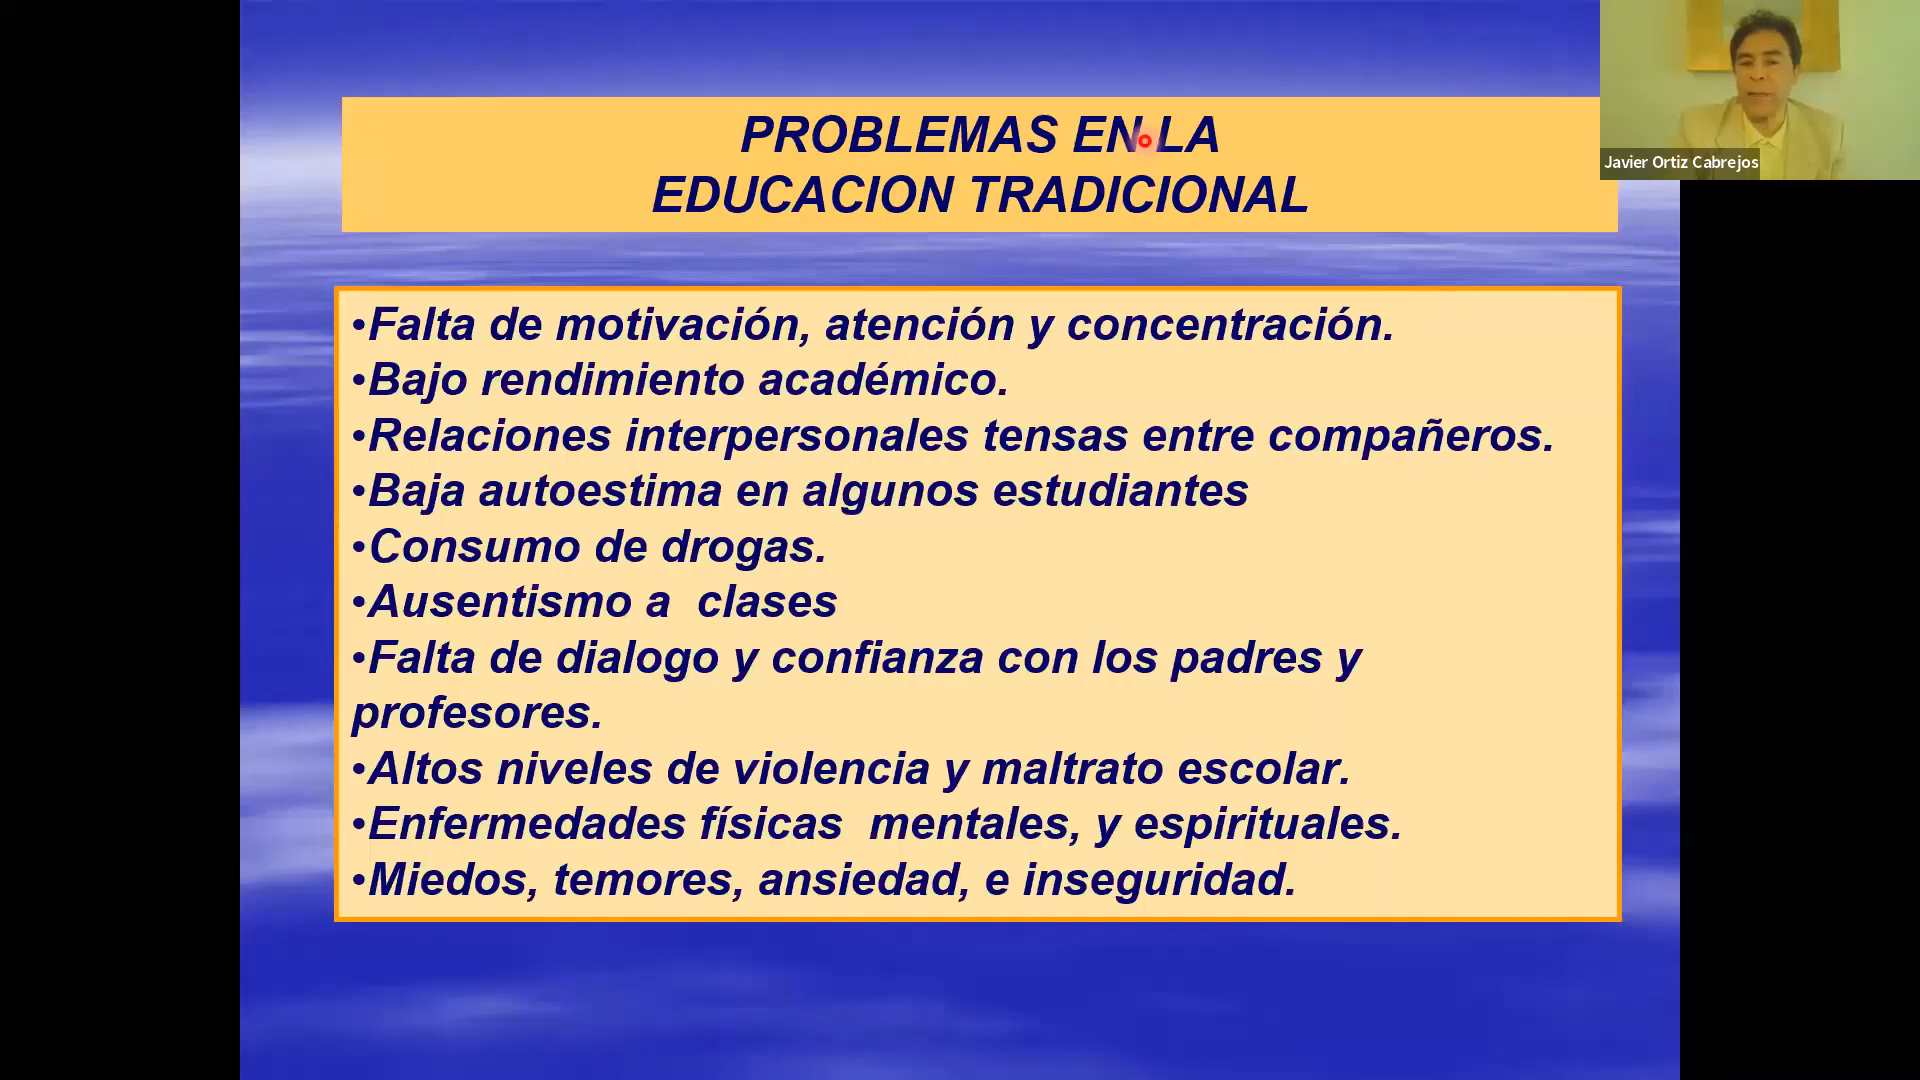 PROBLEMAS EN LA
EDUCACION TRADICIONAL
Javier Ortiz Cabrejos
•Falta de motivación, atención y concentración.
•Bajo rendimiento académico.
•Relaciones interpersonales tensas entre compañeros.
•Baja autoestima en algunos estudiantes
•Consumo de drogas.
•Ausentismo a  clases
•Falta de dialogo y confianza con los padres y
profesores.
•Altos niveles de violencia y maltrato escolar.
•Enfermedades físicas  mentales, y espirituales.
•Miedos, temores, ansiedad, e inseguridad.